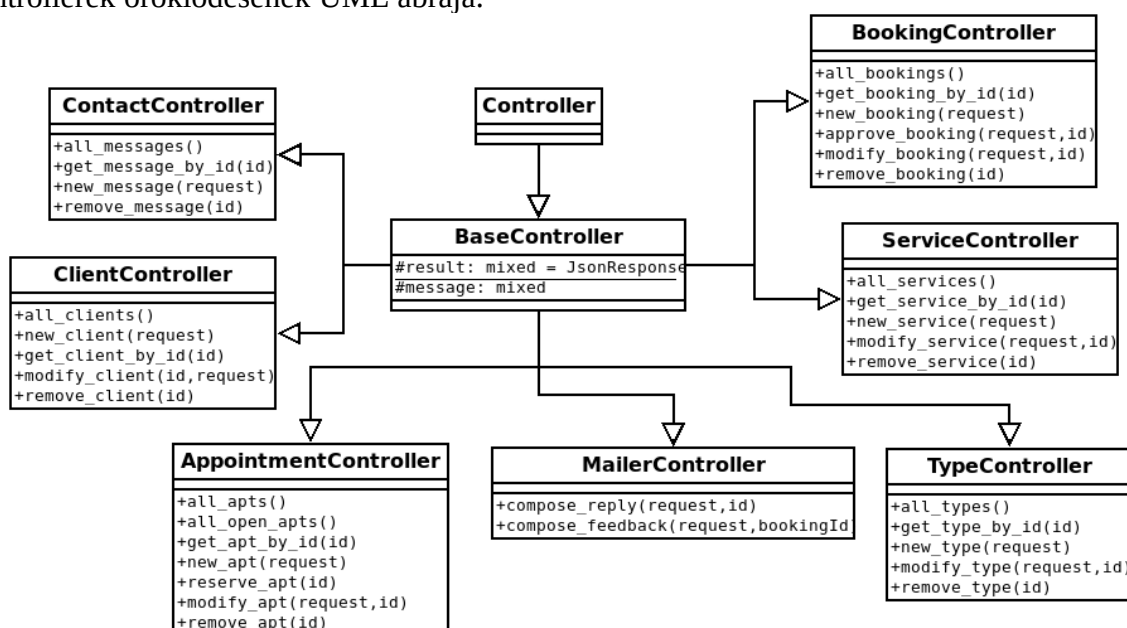 ntrollerek öröklődésének UML ábrája.
BookingController
+all_bookings()
+get_booking_by_id(id)
+new_booking(request)
+approve_booking(request,id)
+modify_booking(request,id)
+remove_booking(id)
ContactController
+all_messages()
+get_message_by_id(id)
+new_message(request)
+remove_message(id)
Controller
BaseController
#result: mixed = JsonResponse
#message: mixed
ServiceController
+all_services()
+get_service_by_id(id)
+new_service(request)
+modify_service(request,id)
+remove_service(id)
ClientController
+all_clients()
+new_client(request)
+get_client_by_id(id)
+modify_client(id,request)
+remove_client(id)
AppointmentController
+all_apts()
+all_open_apts()
+get_apt_by_id(id)
+new_apt(request)
+reserve_apt(id)
+modify_apt(request,id)
+remove_apt(id)
MailerController
+compose_reply(request,id)
+compose_feedback(request,bookingId)
TypeController
+all_types()
+get_type_by_id(id)
+new_type(request)
+modify_type(request,id)
+remove_type(id)